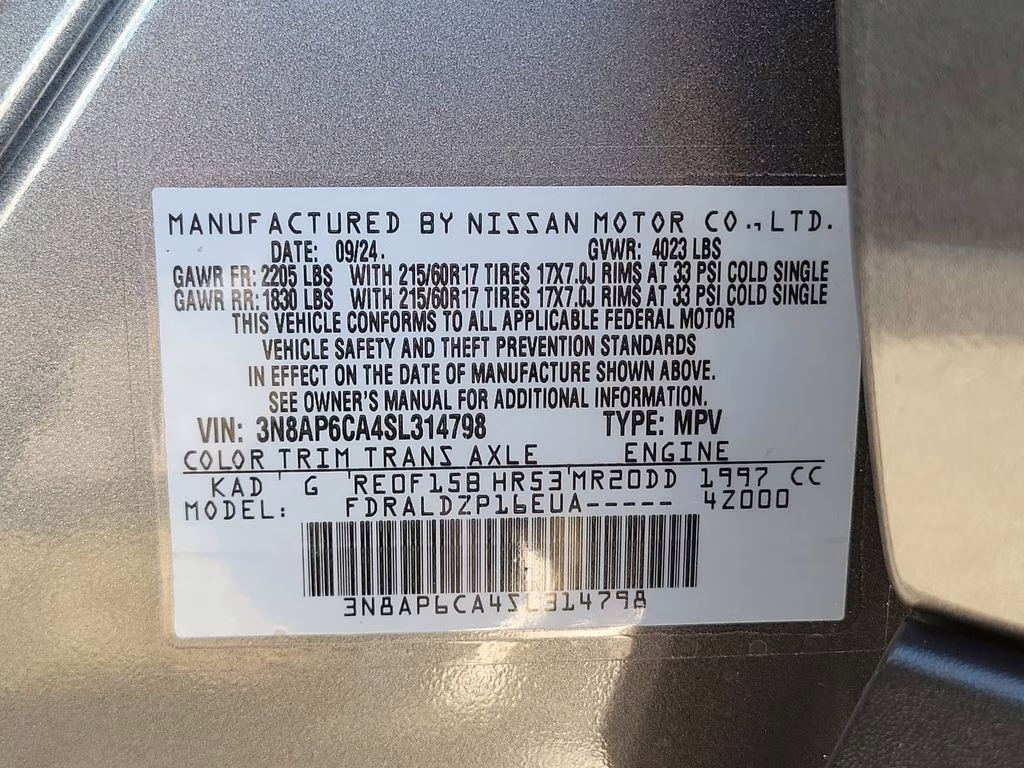 MANUFACTURED BY NISSAN MOTOR CO., LTD.
DATE: 09/24. GVWR: 4023 LBS
GAWR FR: 2205 LBS WITH 215/60R17 TIRES 17X7.0J RIMS AT 33 PSI COLD SINGLE
GAWR RR: 1830 LBS WITH 215/60R17 TIRES 17X7.0J RIMS AT 33 PSI COLD SINGLE
THIS VEHICLE CONFORMS TO ALL APPLICABLE FEDERAL MOTOR
VEHICLE SAFETY AND THEFT PREVENTION STANDARDS
IN EFFECT ON THE DATE OF MANUFACTURE SHOWN ABOVE.
SEE OWNER'S MANUAL FOR ADDITIONAL INFORMATION.
VIN: 3N8AP6CA4SL314798 TYPE: MPV
COLOR TRIM TRANS AXLE ENGINE
KAD G RE0F15B HR53 MR20DD 1997 CC
MODEL: FDRALDZP16EUA----- 4Z000
3N8AP6CA4SL314798